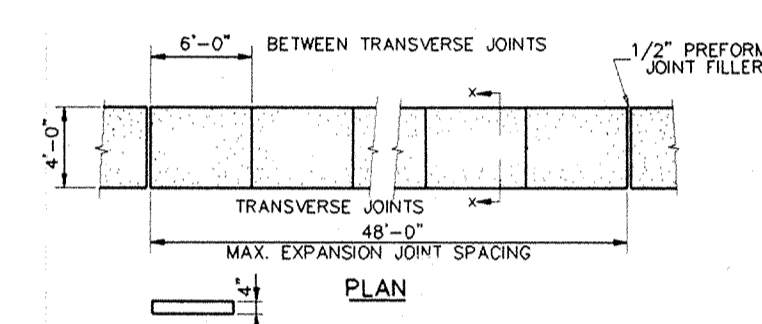 6'-0" BETWEEN TRANSVERSE JOINTS
1/2" PREFORM
JOINT FILLER
X
4'-0"
TRANSVERSE JOINTS
X
48'-0"
MAX. EXPANSION JOINT SPACING
4"
PLAN